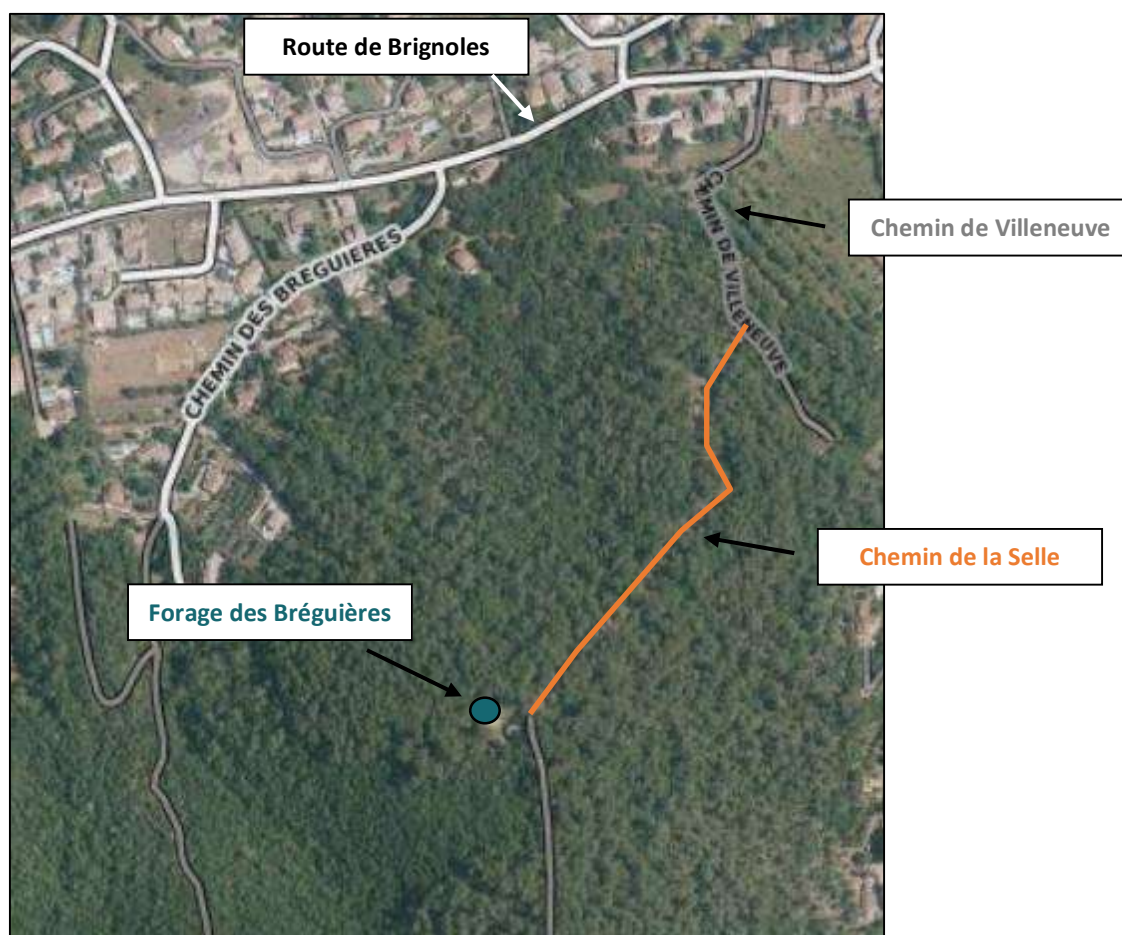 Route de Brignoles
CHEMIN DE VILLENEUVE
Chemin de Villeneuve
CHEMIN DES BREGUIERES
Chemin de la Selle
Forage des Bréguières